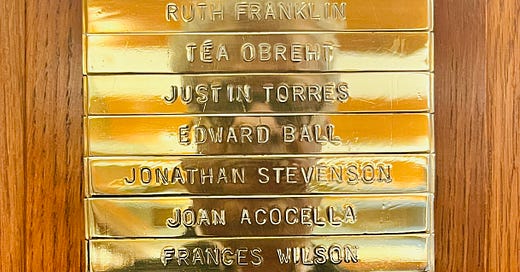 RUTH FRANKLIN
TÉA OBREHT
JUSTIN TORRES
EDWARD BALL
JONATHAN STEVENSON
JOAN ACOCELLA
FRANCES WILSON